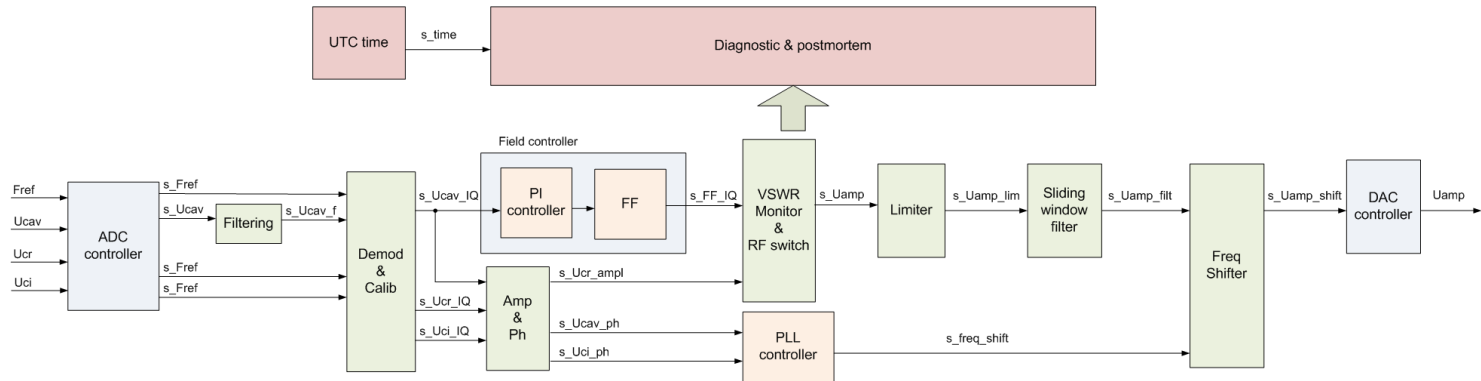 UTC time
s_time
Diagnostic & postmortem
Field controller
Fref
Ucav
Ucr
Uci
ADC
controller
s_Fref
s_Ucav
Filtering
s_Ucav_f
s_Fref
s_Fref
Demod
&
Calib
s_Ucav_IQ
s_Ucr_IQ
s_Uci_IQ
PI
controller
FF
s_FF_IQ
Amp
&
Ph
s_Ucr_ampl
s_Ucav_ph
s_Uci_ph
VSWR
Monitor
&
RF switch
PLL
controller
s_Uamp
Limiter
s_Uamp_lim
Sliding
window
filter
s_Uamp_filt
s_freq_shift
Freq
Shifter
s_Uamp_shift
DAC
controller
Uamp